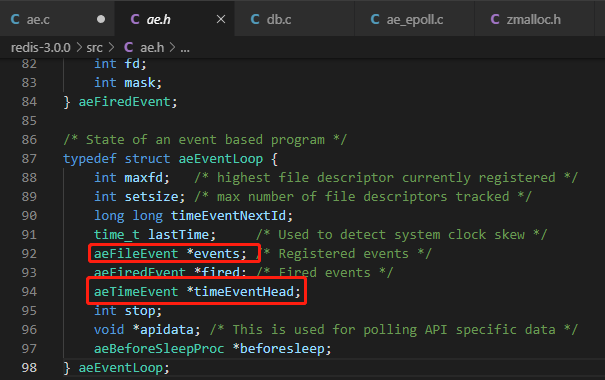 ae.c ae.h db.c ae_epoll.c zmalloc.h
redis-3.0.0 > src > ae.h > ...
82 int fd;
83 int mask;
84 } aeFiredEvent;
85
86 /* State of an event based program */
87 typedef struct aeEventLoop {
88 int maxfd; /* highest file descriptor currently registered */
89 int setsize; /* max number of file descriptors tracked */
90 long long timeEventNextId;
91 time_t lastTime; /* Used to detect system clock skew */
92 aeFileEvent *events; /* Registered events */
93 aeFiredEvent *fired; /* Fired events */
94 aeTimeEvent *timeEventHead;
95 int stop;
96 void *apidata; /* This is used for polling API specific data */
97 aeBeforeSleepProc *beforesleep;
98 } aeEventLoop;